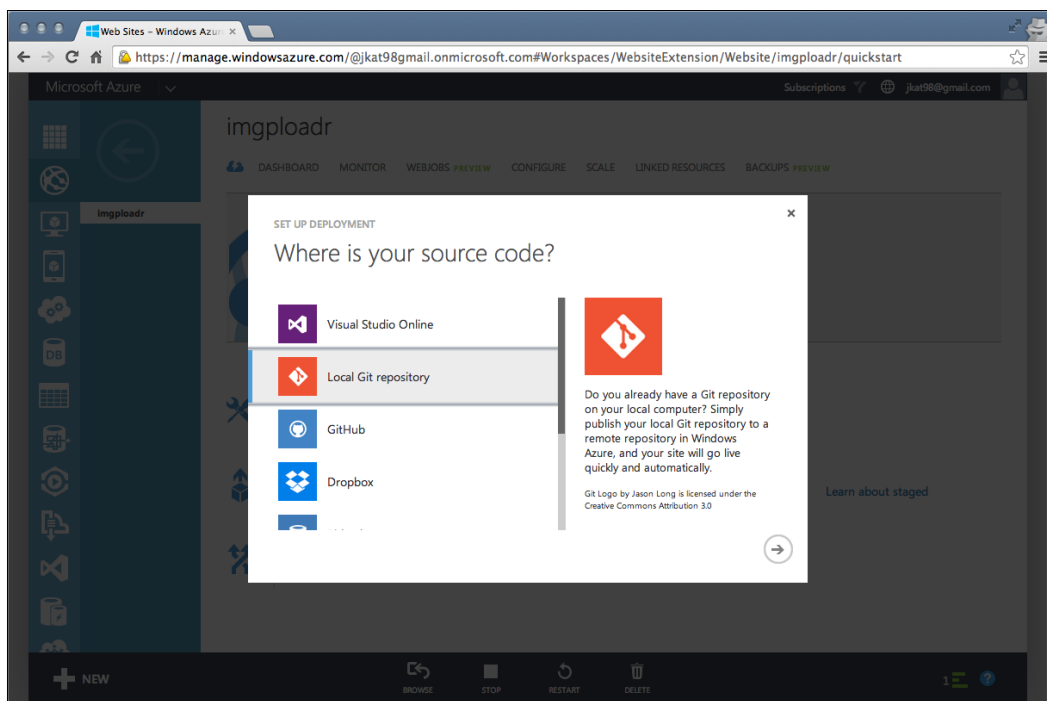 Web Sites – Windows Azur
https://manage.windowsazure.com/@jkat98gmail.onmicrosoft.com#Workspaces/WebsiteExtension/Website/imgploadr/quickstart
Microsoft Azure
Subscriptions
jkat98@gmail.com
imgploadr
DASHBOARD MONITOR WEBJOBS PREVIEW CONFIGURE SCALE LINKED RESOURCES BACKUPS PREVIEW
imgploadr
SET UP DEPLOYMENT
Where is your source code?
Visual Studio Online
Local Git repository
GitHub
Dropbox
Do you already have a Git repository
on your local computer? Simply
publish your local Git repository to a
remote repository in Windows
Azure, and your site will go live
quickly and automatically.
Git Logo by Jason Long is licensed under the
Creative Commons Attribution 3.0
DB
Learn about staged
NEW
BROWSE
STOP
RESTART
DELETE
1
?